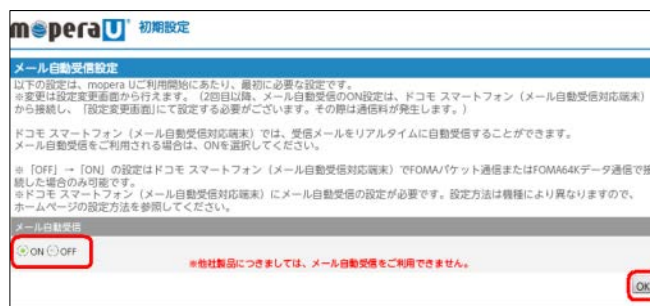 mopera U 初期設定
メール自動受信設定
以下の設定は、mopera Uご利用開始にあたり、最初に必要な設定です。
※変更は設定変更画面から行えます。（2回目以降、メール自動受信のON設定は、ドコモ スマートフォン（メール自動受信対応端末）
から接続し、「設定変更画面」にて設定する必要がございます。その際は通信料が発生します。）
ドコモ スマートフォン（メール自動受信対応端末）では、受信メールをリアルタイムに自動受信することができます。
メール自動受信をご利用される場合は、ONを選択してください。
※「OFF」→「ON」の設定はドコモ スマートフォン（メール自動受信対応端末）でFOMAパケット通信またはFOMA64Kデータ通信で接
続した場合のみ可能です。
※ドコモ スマートフォン（メール自動受信対応端末）にメール自動受信の設定が必要です。設定方法は機種により異なりますので、
ホームページの設定方法を参照してください。
メール自動受信
ON OFF
※他社製品につきましては、メール自動受信をご利用できません。
OK